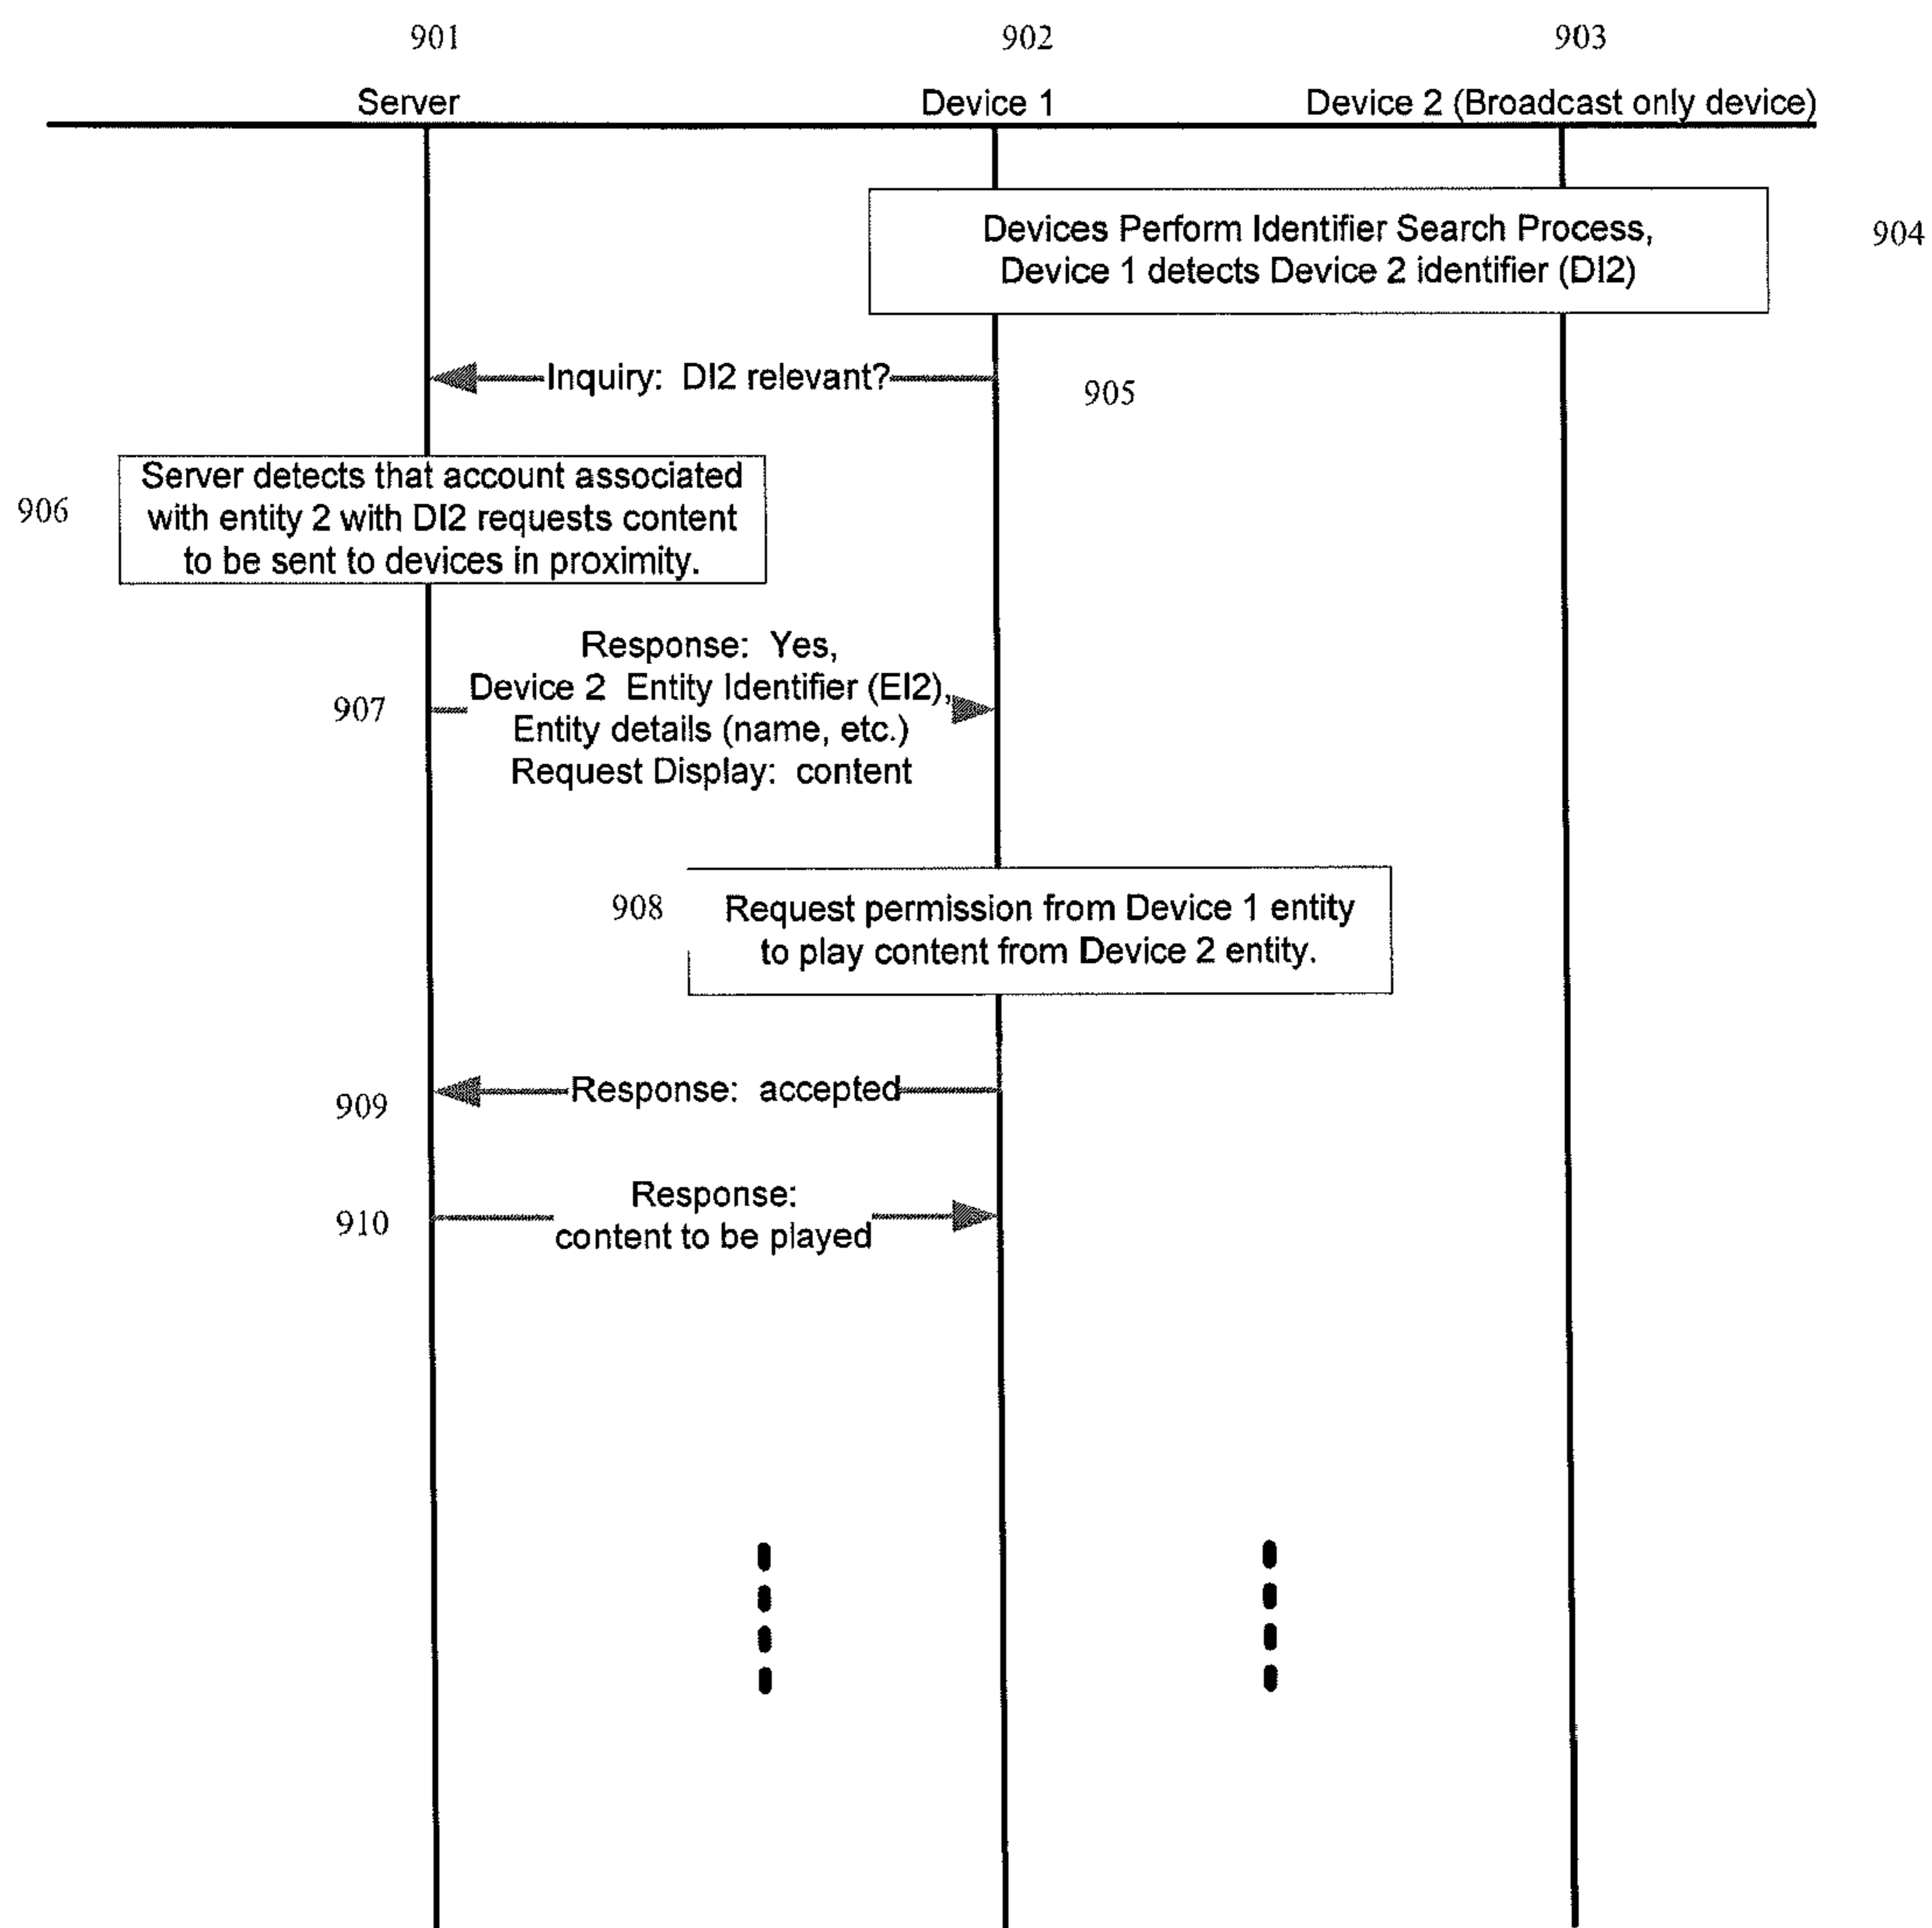 901
902
903
Server
Device 1
Device 2 (Broadcast only device)
Devices Perform Identifier Search Process,
Device 1 detects Device 2 identifier (DI2)
904
Inquiry: DI2 relevant?
905
906
Server detects that account associated
with entity 2 with DI2 requests content
to be sent to devices in proximity.
907
Response: Yes,
Device 2 Entity Identifier (EI2),
Entity details (name, etc.)
Request Display: content
908
Request permission from Device 1 entity
to play content from Device 2 entity.
909
Response: accepted
910
Response:
content to be played